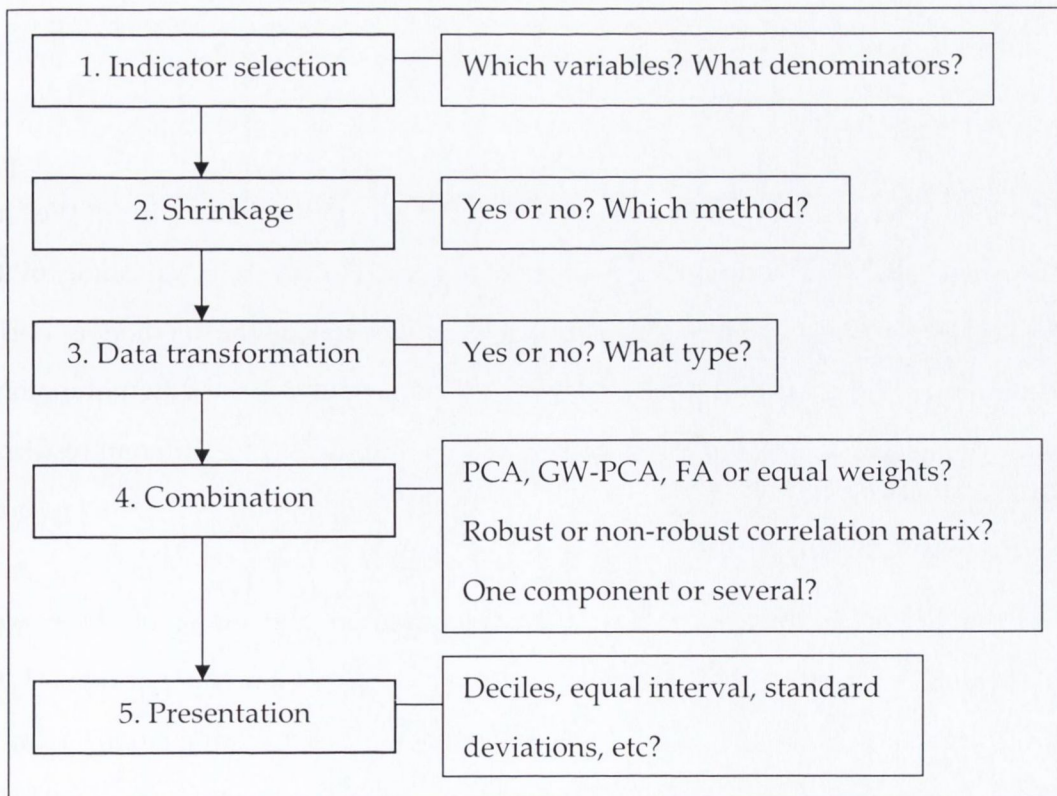 1. Indicator selection
Which variables? What denominators?
2. Shrinkage
Yes or no? Which method?
3. Data transformation
Yes or no? What type?
4. Combination
PCA, GW-PCA, FA or equal weights?
Robust or non-robust correlation matrix?
One component or several?
5. Presentation
Deciles, equal interval, standard
deviations, etc?